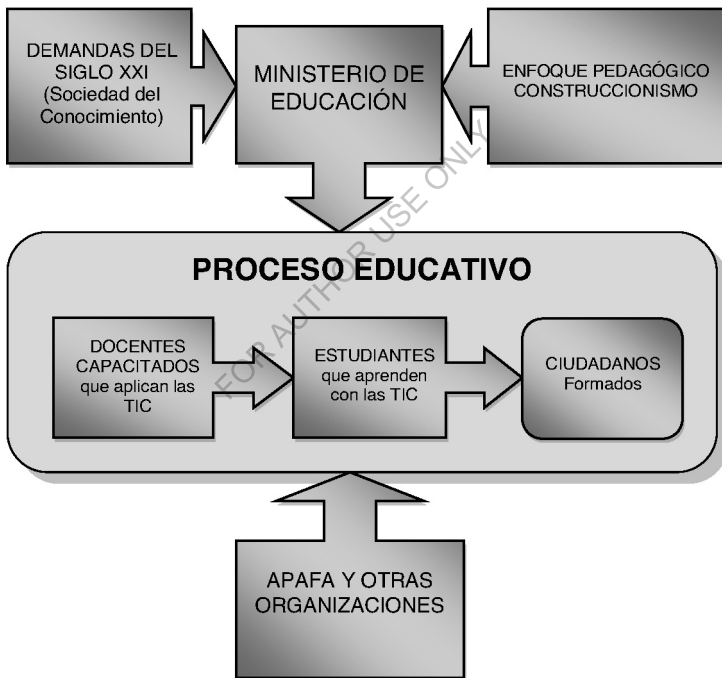 DEMANDAS DEL
SIGLO XXI
(Sociedad del
Conocimiento)
MINISTERIO DE
EDUCACIÓN
ENFOQUE PEDAGÓGICO
CONSTRUCCIONISMO
PROCESO EDUCATIVO
DOCENTES
CAPACITADOS
que aplican las
TIC
ESTUDIANTES
que aprenden
con las TIC
CIUDADANOS
Formados
APAFA Y OTRAS
ORGANIZACIONES
FOR AUTHOR USE ONLY